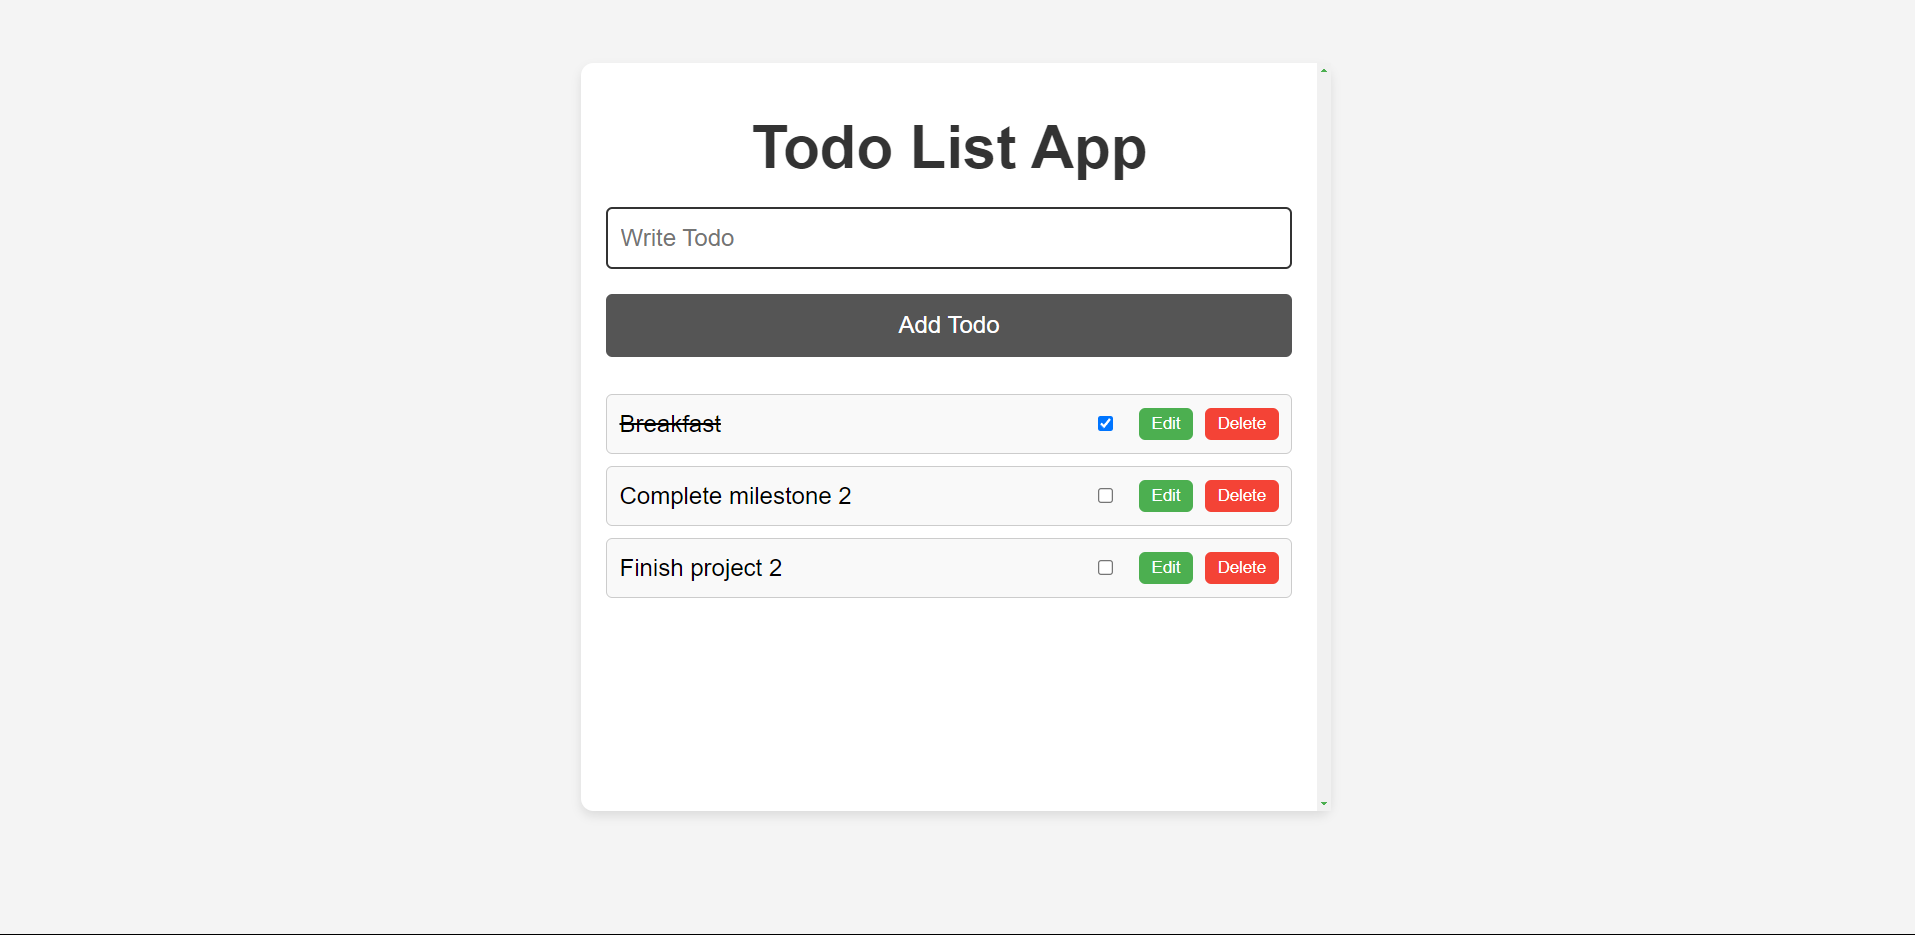 Todo List App
Write Todo
Add Todo
Breakfast Edit Delete
Complete milestone 2 Edit Delete
Finish project 2 Edit Delete